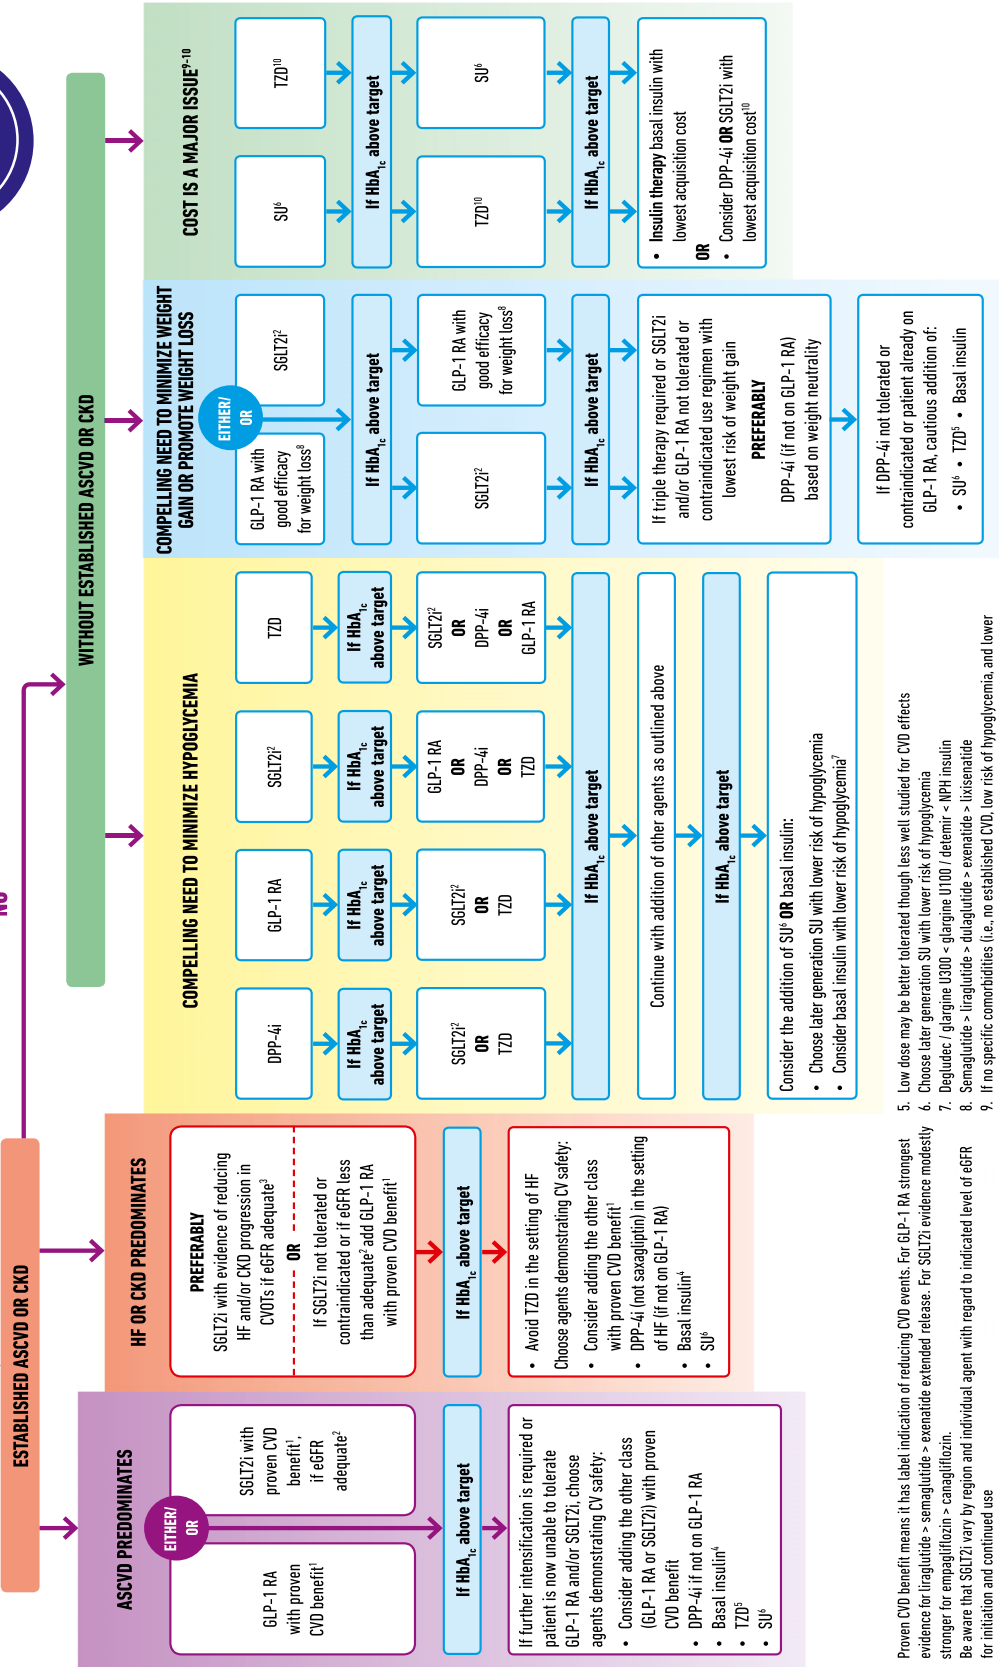 NO
ESTABLISHED ASCVD OR CKD
WITHOUT ESTABLISHED ASCVD OR CKD
ASCVD PREDOMINATES
EITHER/
OR
GLP-1 RA
with proven
CVD benefit¹
SGLT2i with
proven CVD
benefit¹,
if eGFR
adequate²
If HbA₁c above target
If further intensification is required or
patient is now unable to tolerate
GLP-1 RA and/or SGLT2i, choose
agents demonstrating CV safety:
• Consider adding the other class
(GLP-1 RA or SGLT2i) with proven
CVD benefit
• DPP-4i if not on GLP-1 RA
• Basal insulin⁴
• TZD⁵
• SU⁶
HF OR CKD PREDOMINATES
PREFERABLY
SGLT2i with evidence of reducing
HF and/or CKD progression in
CVOTs if eGFR adequate³
OR
If SGLT2i not tolerated or
contraindicated or if eGFR less
than adequate² add GLP-1 RA
with proven CVD benefit¹
If HbA₁c above target
• Avoid TZD in the setting of HF
Choose agents demonstrating CV safety:
• Consider adding the other class
with proven CVD benefit¹
• DPP-4i (not saxagliptin) in the setting
of HF (if not on GLP-1 RA)
• Basal insulin⁴
• SU⁶
COMPELLING NEED TO MINIMIZE HYPOGLYCEMIA
DPP-4i
If HbA₁c
above target
SGLT2i²
OR
TZD
GLP-1 RA
If HbA₁c
above target
SGLT2i²
OR
TZD
SGLT2i²
If HbA₁c
above target
GLP-1 RA
OR
DPP-4i
OR
TZD
TZD
If HbA₁c
above target
SGLT2i²
OR
DPP-4i
OR
GLP-1 RA
If HbA₁c above target
Continue with addition of other agents as outlined above
If HbA₁c above target
Consider the addition of SU⁶ OR basal insulin:
• Choose later generation SU with lower risk of hypoglycemia
• Consider basal insulin with lower risk of hypoglycemia⁷
COMPELLING NEED TO MINIMIZE WEIGHT
GAIN OR PROMOTE WEIGHT LOSS
EITHER/
OR
GLP-1 RA with
good efficacy
for weight loss⁸
SGLT2i²
If HbA₁c above target
SGLT2i²
GLP-1 RA with
good efficacy
for weight loss⁸
If HbA₁c above target
If triple therapy required or SGLT2i
and/or GLP-1 RA not tolerated or
contraindicated use regimen with
lowest risk of weight gain
PREFERABLY
DPP-4i (if not on GLP-1 RA)
based on weight neutrality
If DPP-4i not tolerated or
contraindicated or patient already on
GLP-1 RA, cautious addition of:
• SU⁶ • TZD⁵ • Basal insulin
COST IS A MAJOR ISSUE⁹⁻¹⁰
SU⁶
TZD¹⁰
If HbA₁c above target
TZD¹⁰
SU⁶
If HbA₁c above target
• Insulin therapy basal insulin with
lowest acquisition cost
OR
• Consider DPP-4i OR SGLT2i with
lowest acquisition cost¹⁰
Proven CVD benefit means it has label indication of reducing CVD events. For GLP-1 RA strongest
evidence for liraglutide > semaglutide > exenatide extended release. For SGLT2i evidence modestly
stronger for empagliflozin > canagliflozin.
Be aware that SGLT2i vary by region and individual agent with regard to indicated level of eGFR
for initiation and continued use
5. Low dose may be better tolerated though less well studied for CVD effects
6. Choose later generation SU with lower risk of hypoglycemia
7. Degludec / glargine U300 < glargine U100 / detemir < NPH insulin
8. Semaglutide > liraglutide > dulaglutide > exenatide > lixisenatide
9. If no specific comorbidities (i.e., no established CVD, low risk of hypoglycemia, and lower